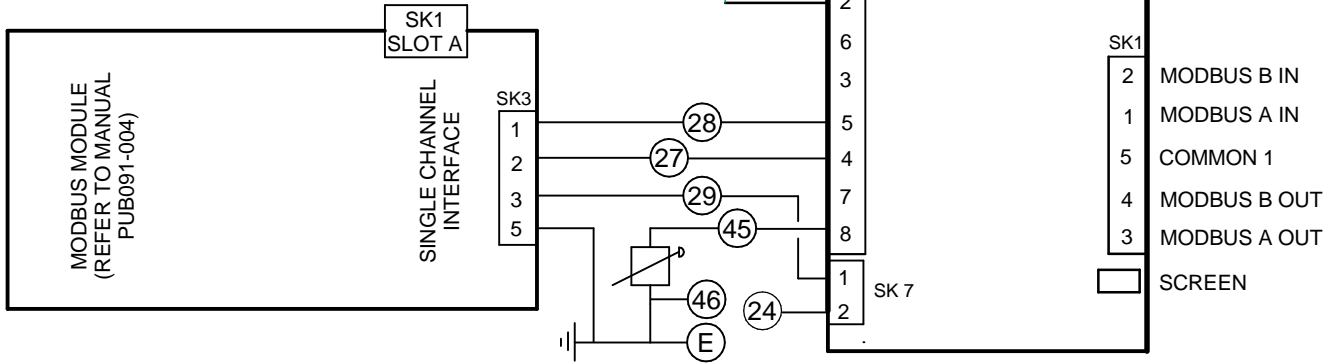 SK1
SLOT A
MODBUS MODULE
(REFER TO MANUAL
PUB091-004)
SINGLE CHANNEL
INTERFACE
SK3
1
2
3
5
28
27
29
45
46
24
E
2
6
3
5
4
7
8
1
2
SK 7
SK1
2 MODBUS B IN
1 MODBUS A IN
5 COMMON 1
4 MODBUS B OUT
3 MODBUS A OUT
SCREEN